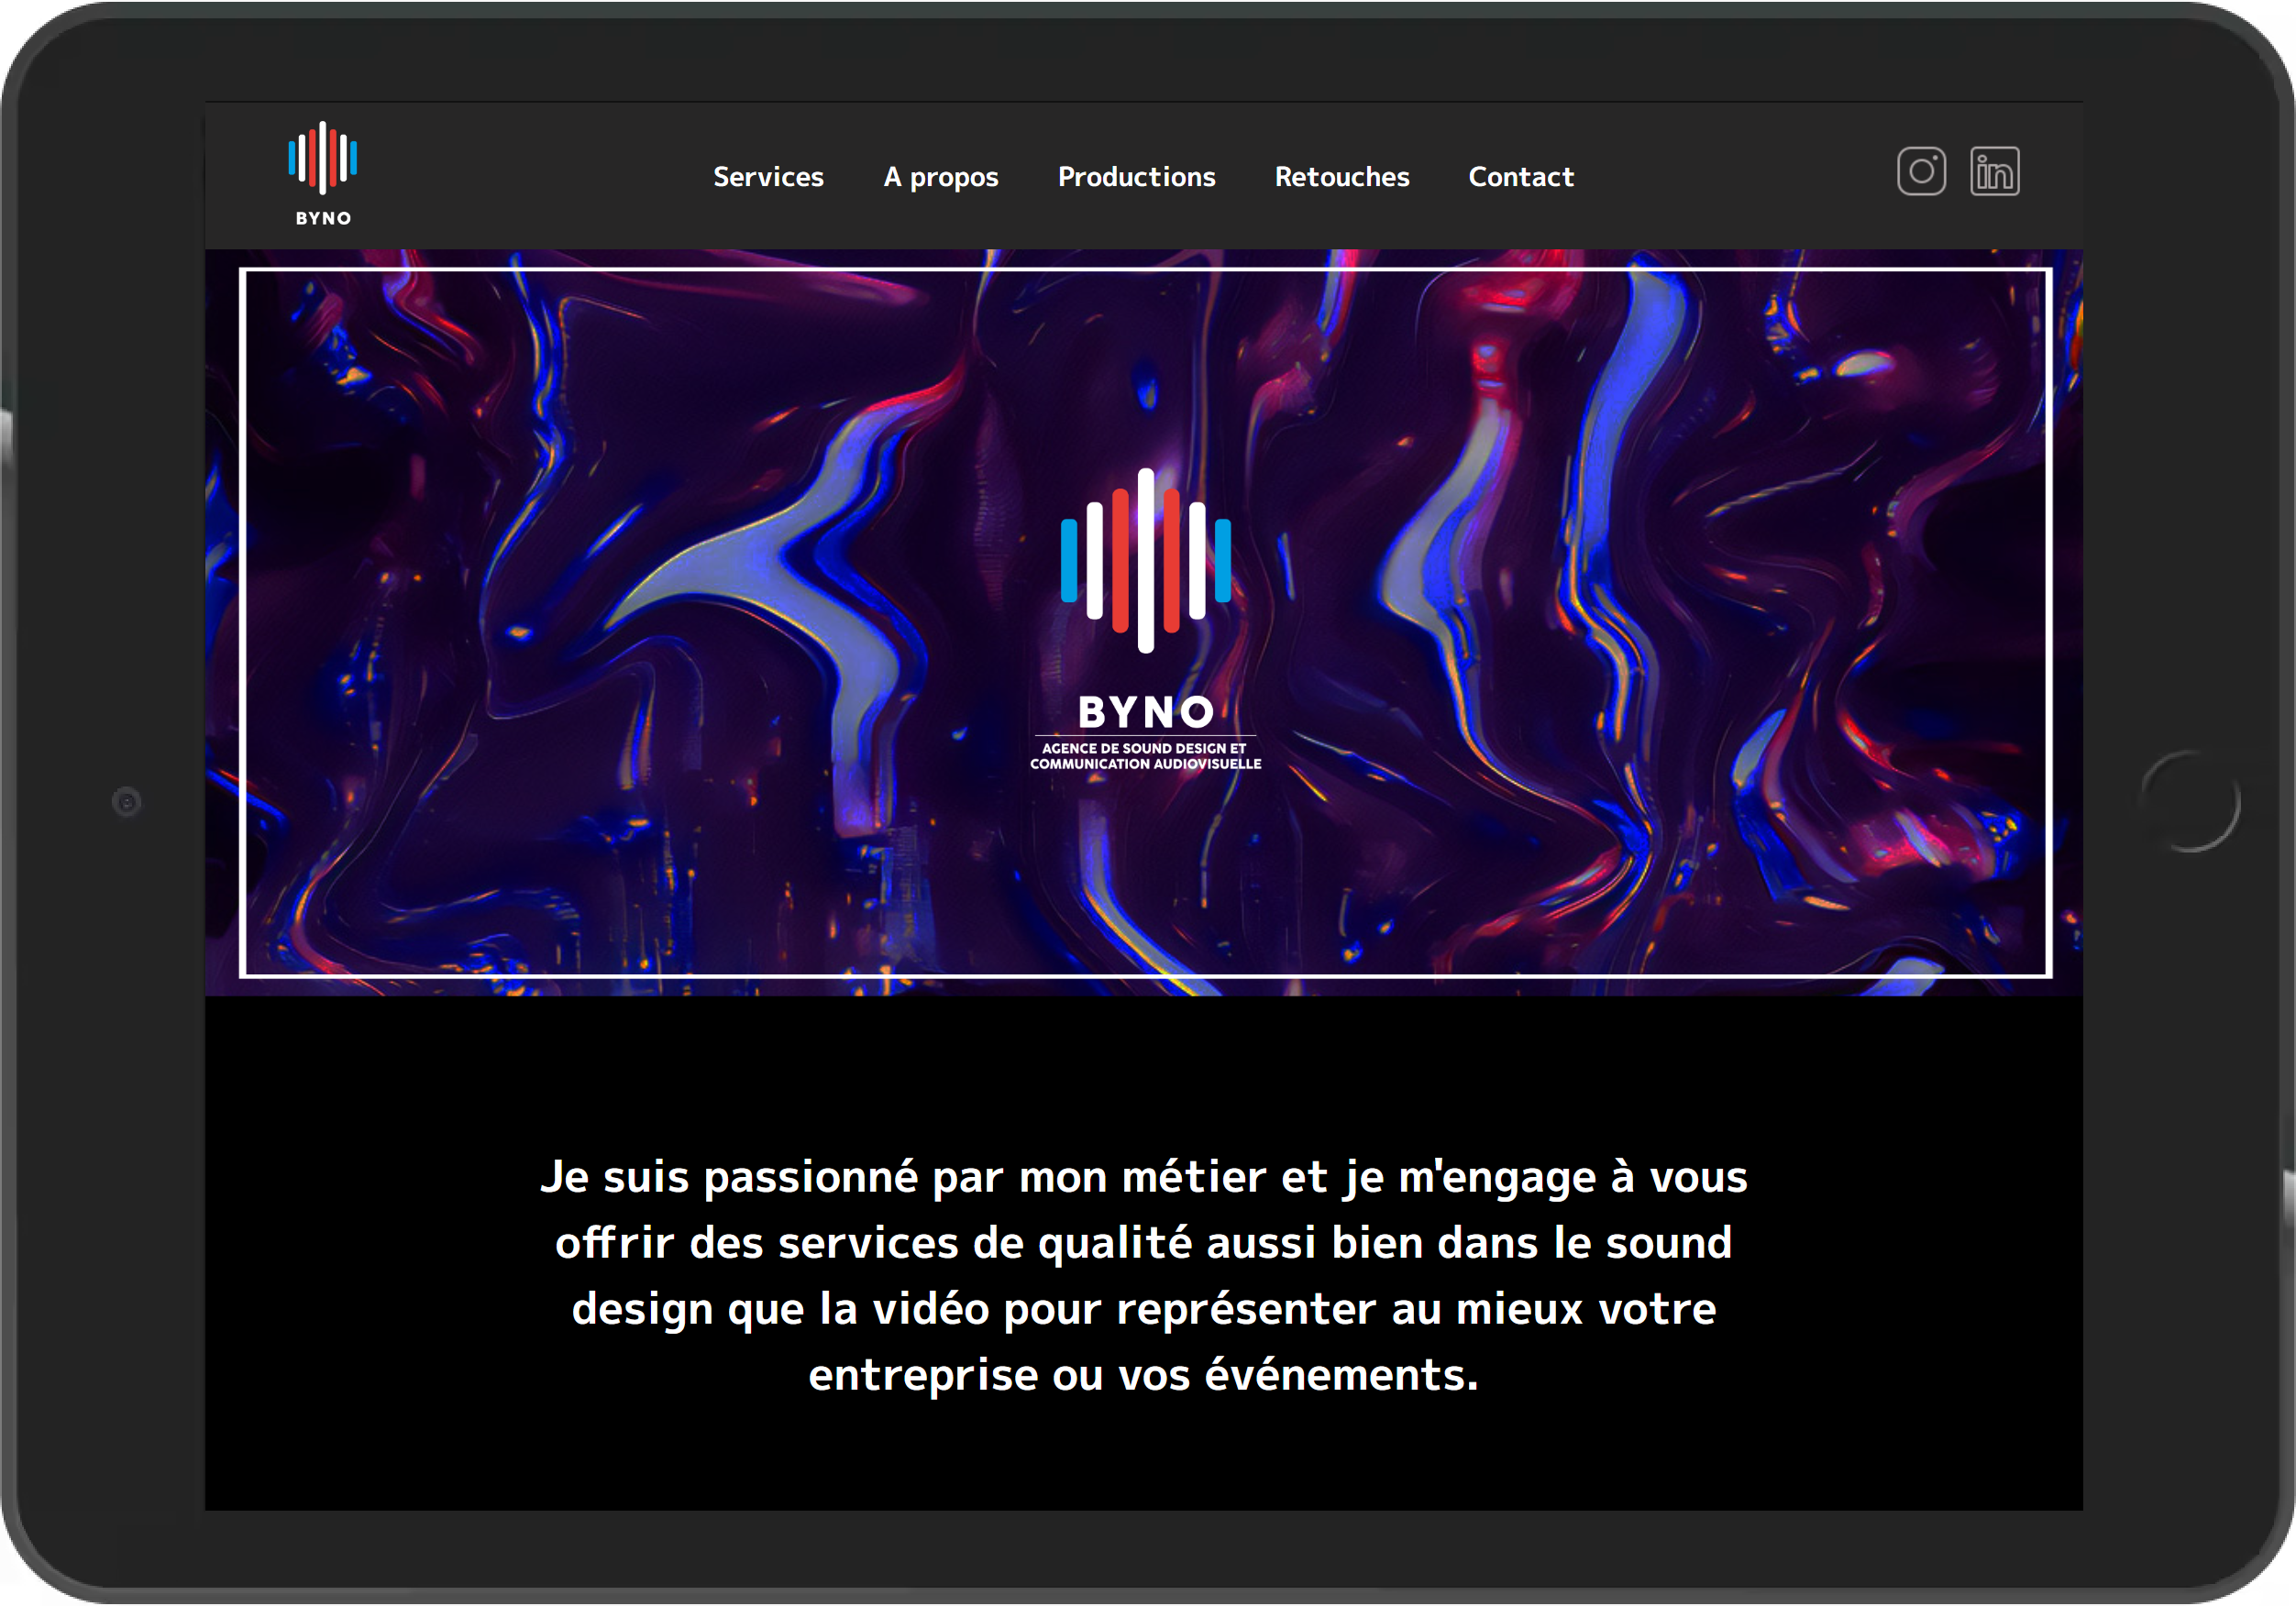 BYNO
Services A propos Productions Retouches Contact
in
BYNO
AGENCE DE SOUND DESIGN ET
COMMUNICATION AUDIOVISUELLE
Je suis passionné par mon métier et je m'engage à vous
offrir des services de qualité aussi bien dans le sound
design que la vidéo pour représenter au mieux votre
entreprise ou vos événements.